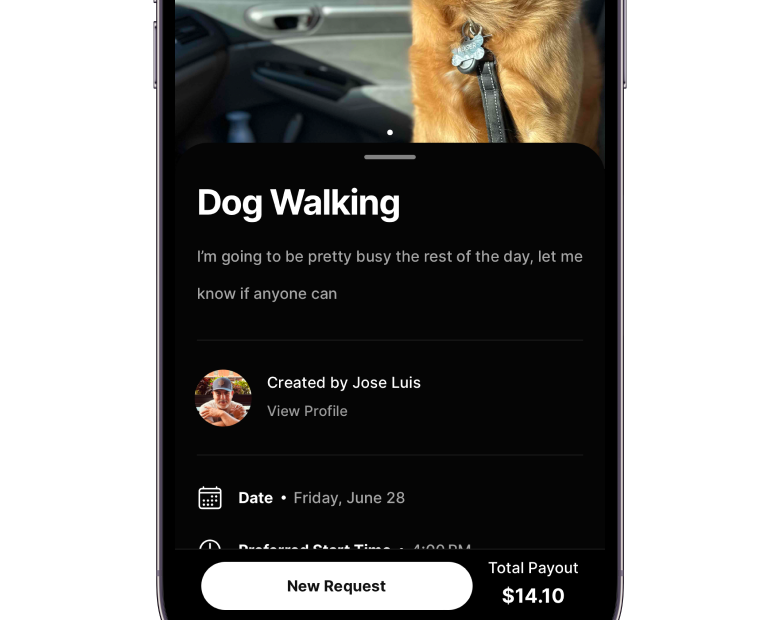 Dog Walking
I'm going to be pretty busy the rest of the day, let me
know if anyone can
Created by Jose Luis
View Profile
Date • Friday, June 28
Preferred Start Time • 4:00 PM
New Request
Total Payout
$14.10